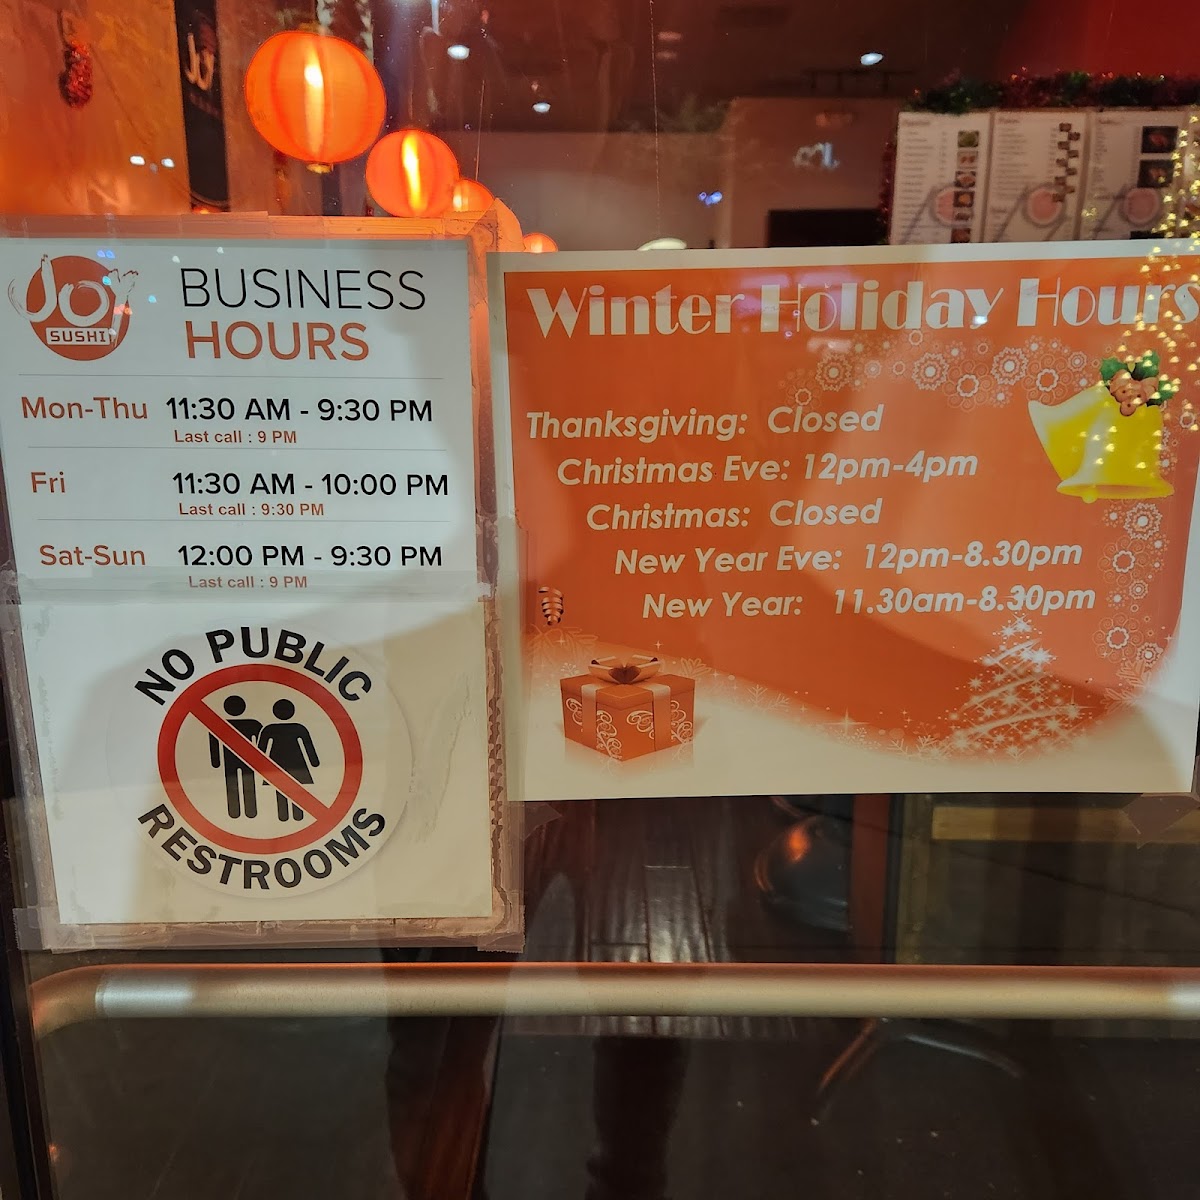 JOY
SUSHI
BUSINESS
HOURS
Mon-Thu 11:30 AM - 9:30 PM
Last call : 9 PM
Fri 11:30 AM - 10:00 PM
Last call : 9:30 PM
Sat-Sun 12:00 PM - 9:30 PM
Last call : 9 PM
NO PUBLIC
RESTROOMS
Winter Holiday Hours
Thanksgiving: Closed
Christmas Eve: 12pm-4pm
Christmas: Closed
New Year Eve: 12pm-8.30pm
New Year: 11.30am-8.30pm